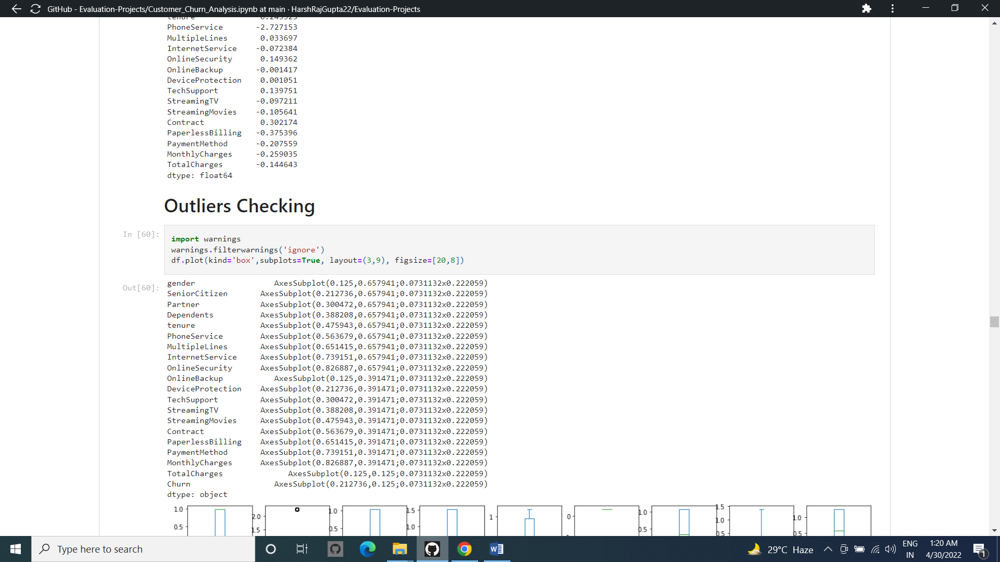 GitHub - Evaluation-Projects/Customer_Churn_Analysis.ipynb at main · HarshRajGupta22/Evaluation-Projects
tenure 0.243325
PhoneService -2.727153
MultipleLines 0.033697
InternetService -0.072384
OnlineSecurity 0.149362
OnlineBackup -0.001417
DeviceProtection 0.001051
TechSupport 0.139751
StreamingTV -0.097211
StreamingMovies -0.105641
Contract 0.302174
PaperlessBilling -0.375396
PaymentMethod -0.207559
MonthlyCharges -0.259035
TotalCharges -0.144643
dtype: float64
Outliers Checking
In [60]:
import warnings
warnings.filterwarnings('ignore')
df.plot(kind='box',subplots=True, layout=(3,9), figsize=[20,8])
Out[60]:
gender AxesSubplot(0.125,0.657941;0.0731132x0.222059)
SeniorCitizen AxesSubplot(0.212736,0.657941;0.0731132x0.222059)
Partner AxesSubplot(0.300472,0.657941;0.0731132x0.222059)
Dependents AxesSubplot(0.388208,0.657941;0.0731132x0.222059)
tenure AxesSubplot(0.475943,0.657941;0.0731132x0.222059)
PhoneService AxesSubplot(0.563679,0.657941;0.0731132x0.222059)
MultipleLines AxesSubplot(0.651415,0.657941;0.0731132x0.222059)
InternetService AxesSubplot(0.739151,0.657941;0.0731132x0.222059)
OnlineSecurity AxesSubplot(0.826887,0.657941;0.0731132x0.222059)
OnlineBackup AxesSubplot(0.125,0.391471;0.0731132x0.222059)
DeviceProtection AxesSubplot(0.212736,0.391471;0.0731132x0.222059)
TechSupport AxesSubplot(0.300472,0.391471;0.0731132x0.222059)
StreamingTV AxesSubplot(0.388208,0.391471;0.0731132x0.222059)
StreamingMovies AxesSubplot(0.475943,0.391471;0.0731132x0.222059)
Contract AxesSubplot(0.563679,0.391471;0.0731132x0.222059)
PaperlessBilling AxesSubplot(0.651415,0.391471;0.0731132x0.222059)
PaymentMethod AxesSubplot(0.739151,0.391471;0.0731132x0.222059)
MonthlyCharges AxesSubplot(0.826887,0.391471;0.0731132x0.222059)
TotalCharges AxesSubplot(0.125,0.125;0.0731132x0.222059)
Churn AxesSubplot(0.212736,0.125;0.0731132x0.222059)
dtype: object
1.0 2.0 1.0 1.5 1 0 1.0 1.5 1.0
0.5 1.5 0.5 1.0 0.5 1.0 0.5
0.5
Type here to search
29°C Haze
ENG
IN
1:20 AM
4/30/2022
1